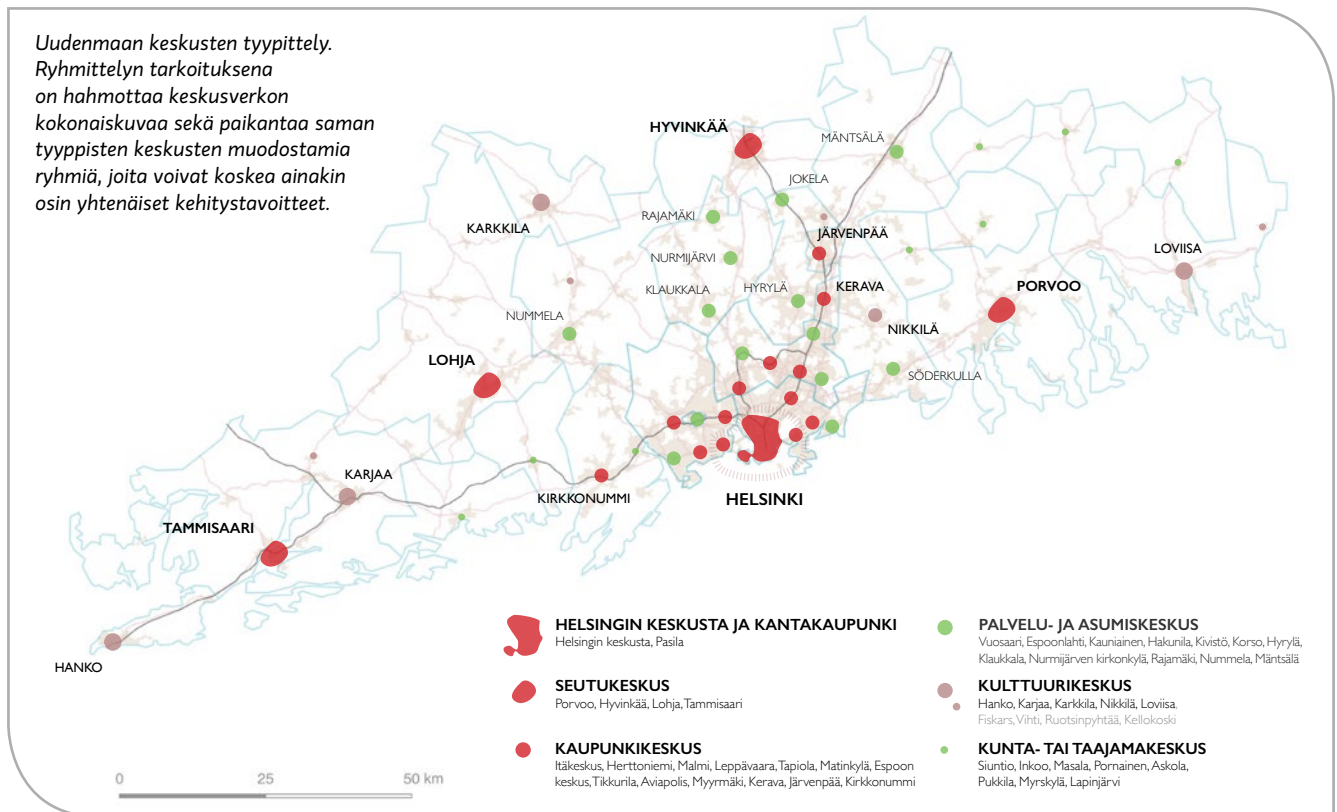 Uudenmaan keskusten tyypittely.
Ryhmittelyn tarkoituksena
on hahmottaa keskusverkon
kokonaiskuvaa sekä paikantaa saman
tyyppisten keskusten muodostamia
ryhmiä, joita voivat koskea ainakin
osin yhtenäiset kehitystavoitteet.
HYVINKÄÄ
MÄNTSÄLÄ
JOKELA
KARKKILA
RAJAMÄKI
JÄRVENPÄÄ
NURMIJÄRVI
LOVIISA
KLAUKKALA
HYRYLÄ
KERAVA
PORVOO
NUMMELA
NIKKILÄ
LOHJA
SÖDERKULLA
KARJAA
KIRKKONUMMI
HELSINKI
TAMMISAARI
HANKO
HELSINGIN KESKUSTA JA KANTAKAUPUNKI
Helsingin keskusta, Pasila
SEUTUKESKUS
Porvoo, Hyvinkää, Lohja, Tammisaari
KAUPUNKIKESKUS
Itäkeskus, Herttoniemi, Malmi, Leppävaara, Tapiola, Matinkylä, Espoon
keskus, Tikkurila, Aviapolis, Myyrmäki, Kerava, Järvenpää, Kirkkonummi
PALVELU- JA ASUMISKESKUS
Vuosaari, Espoonlahti, Kauniainen, Hakunila, Kivistö, Korso, Hyrylä,
Klaukkala, Nurmijärven kirkonkylä, Rajamäki, Nummela, Mäntsälä
KULTTUURIKESKUS
Hanko, Karjaa, Karkkila, Nikkilä, Loviisa,
Fiskars, Vihti, Ruotsinpyhtää, Kellokoski
KUNTA- TAI TAAJAMAKESKUS
Siuntio, Inkoo, Masala, Pornainen, Askola,
Pukkila, Myrskylä, Lapinjärvi
0 25 50 km